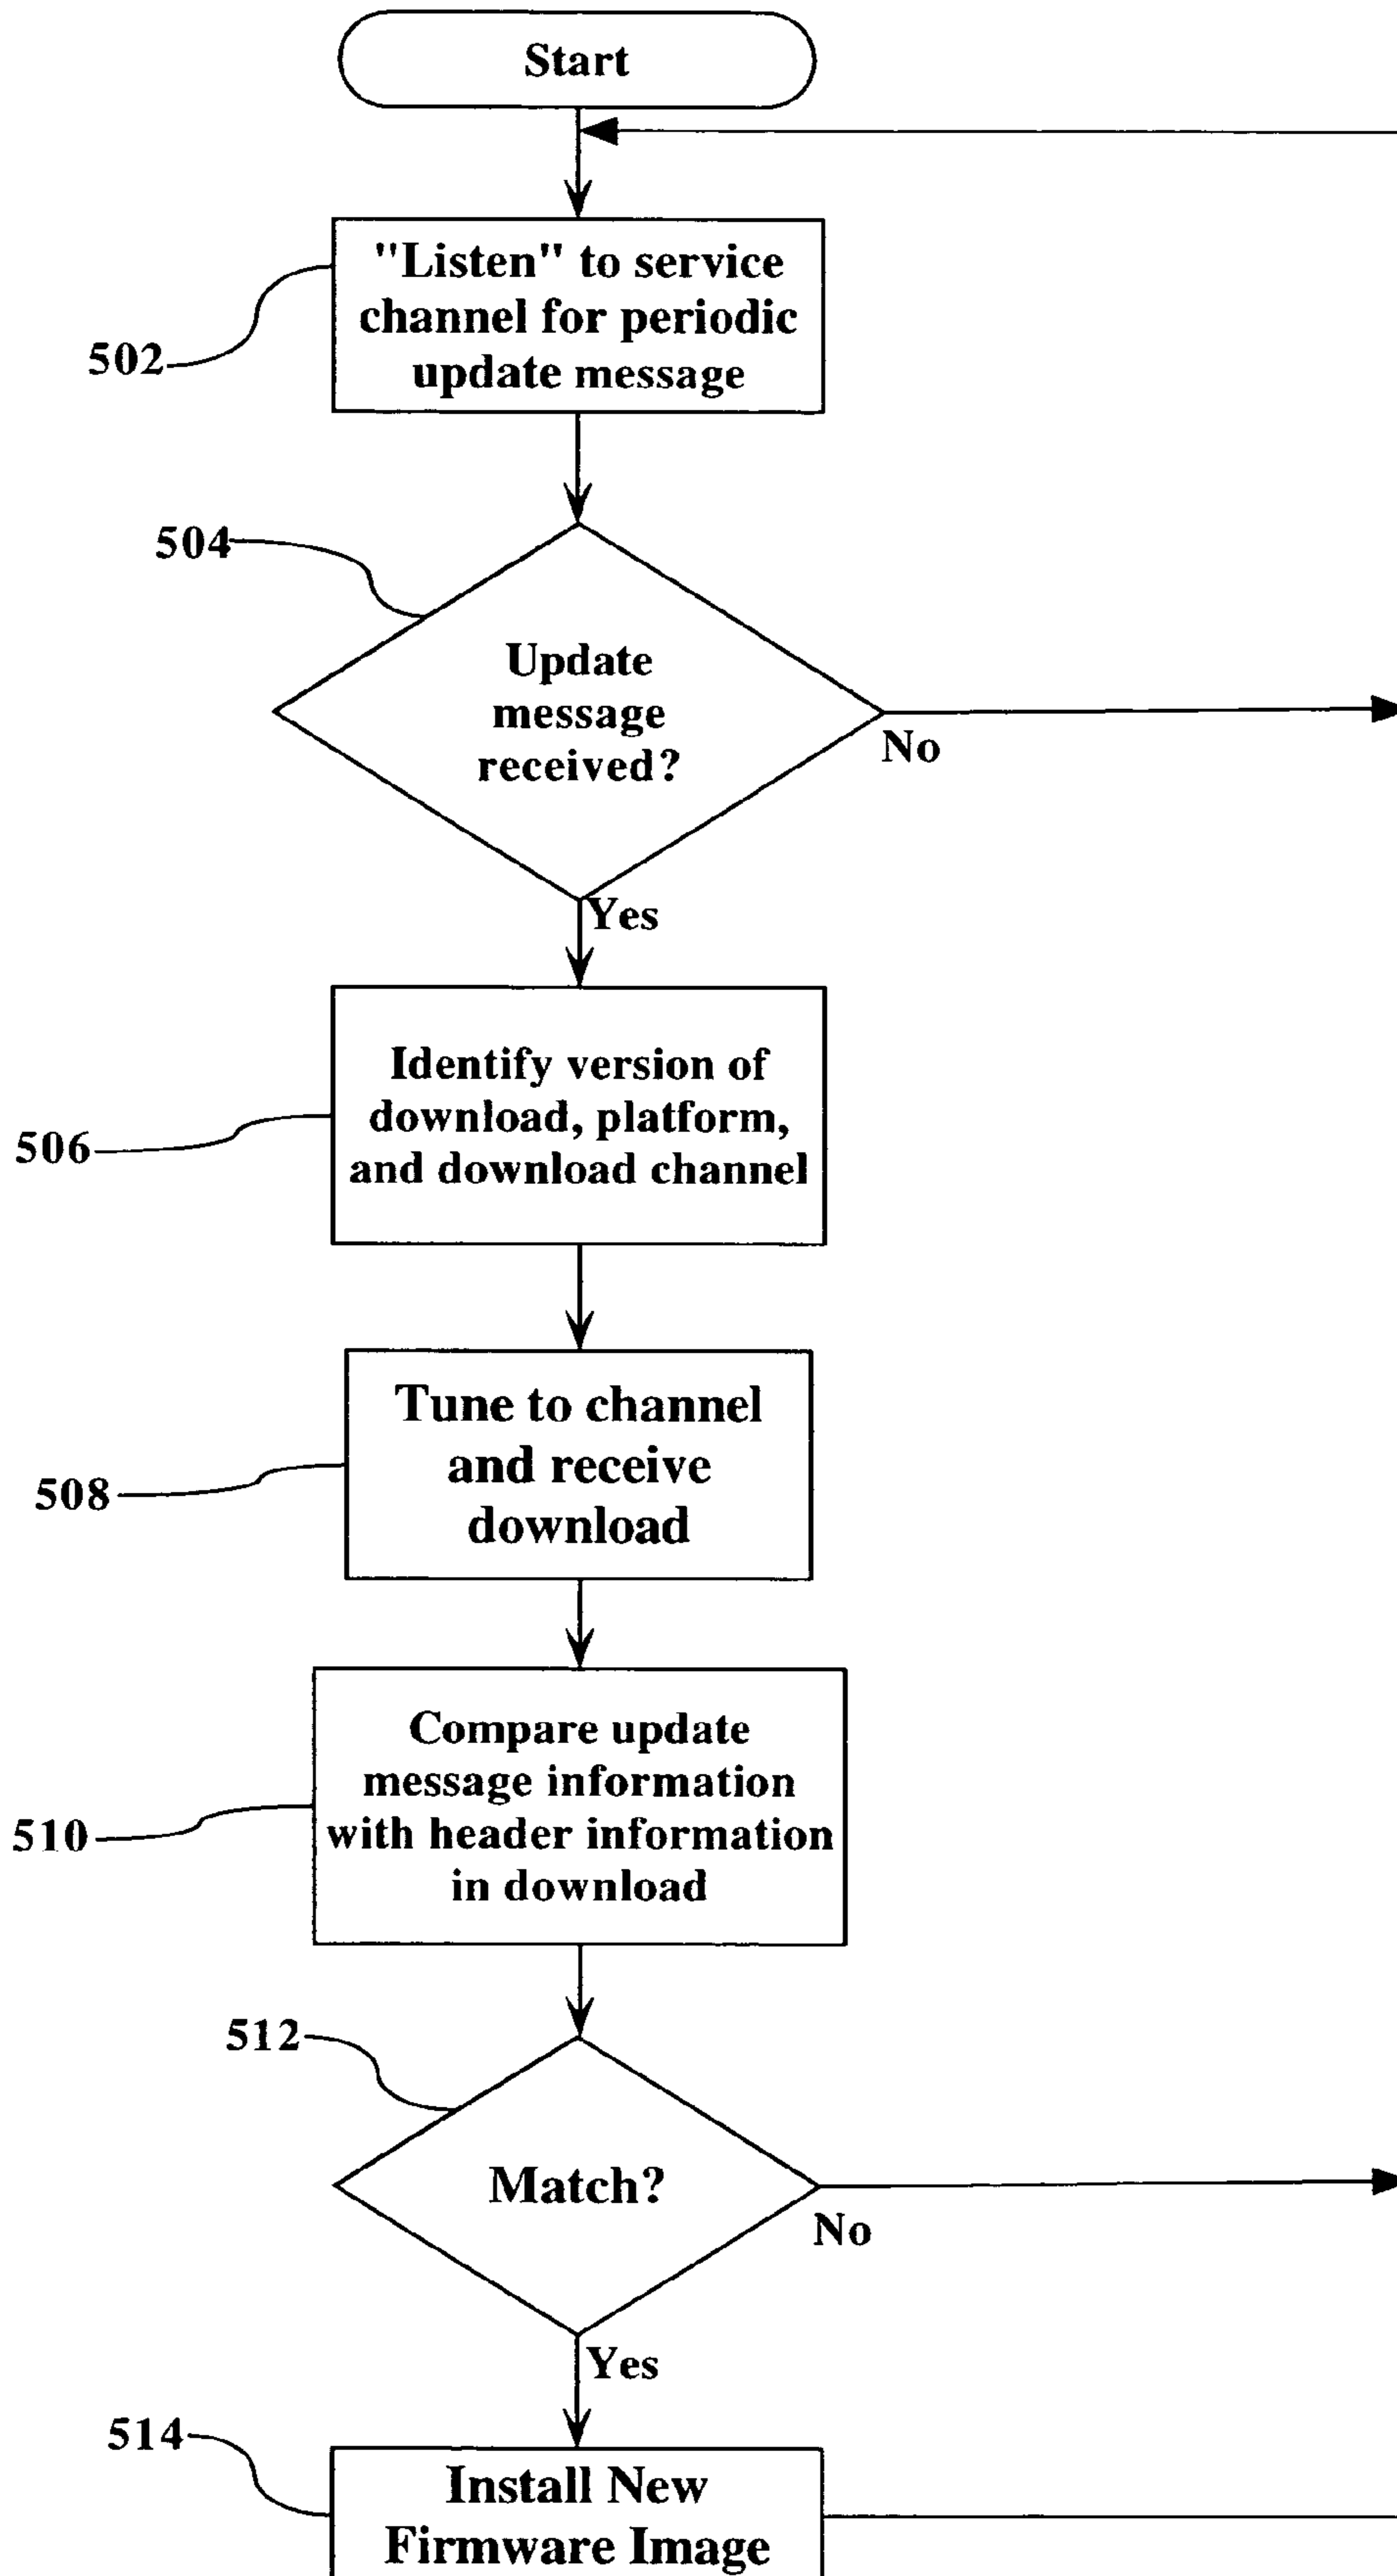 Start
"Listen" to service
channel for periodic
update message
502
504
Update
message
received?
No
Yes
Identify version of
download, platform,
and download channel
506
Tune to channel
and receive
download
508
Compare update
message information
with header information
in download
510
512
Match?
No
Yes
514
Install New
Firmware Image